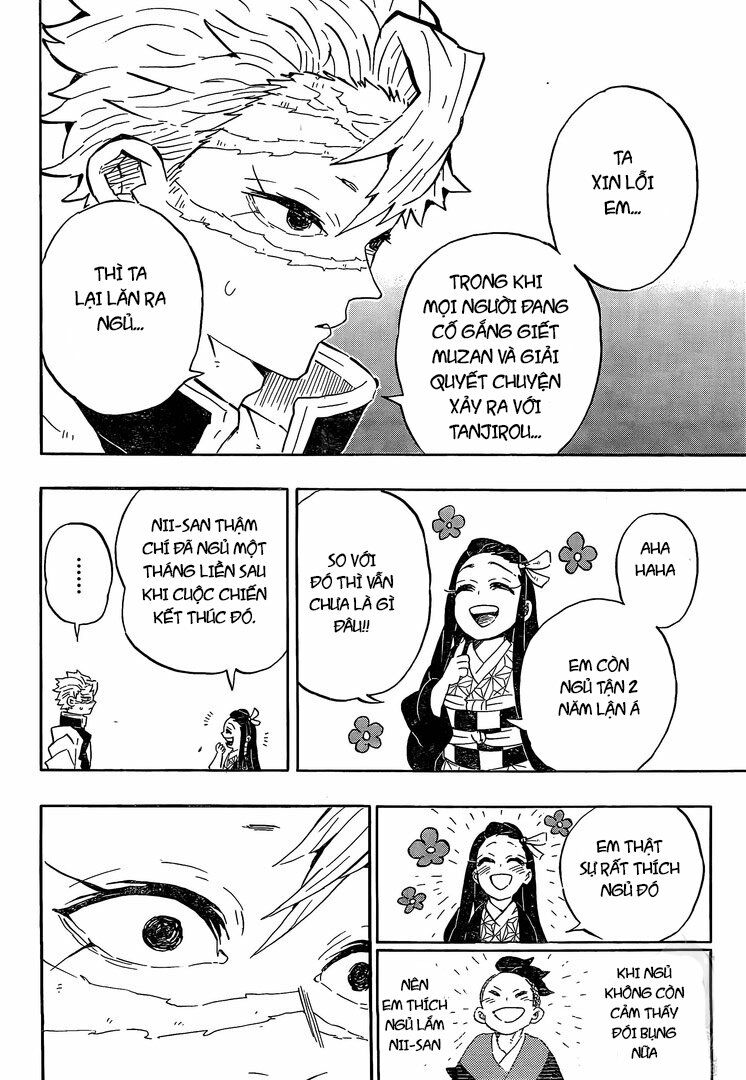 TA
XIN LỖI
EM...
TRONG KHI
MỌI NGƯỜI ĐANG
CỐ GẮNG GIẾT
MUZAN VÀ GIẢI
QUYẾT CHUYỆN
XẢY RA VỚI
TANJIROU...
THÌ TA
LẠI LĂN RA
NGỦ...
AHA
HAHA
EM CÒN
NGỦ TẬN 2
NĂM LẬN Á
SO VỚI
ĐÓ THÌ VẪN
CHƯA LÀ GÌ
ĐÂU!!
NII-SAN THẬM
CHÍ ĐÃ NGỦ MỘT
THÁNG LIỀN SAU
KHI CUỘC CHIẾN
KẾT THÚC ĐÓ.
......
EM THẬT
SỰ RẤT THÍCH
NGỦ ĐÓ
KHI NGỦ
KHÔNG CÒN
CẢM THẤY
ĐÓI BỤNG
NỮA
NÊN
EM THÍCH
NGỦ LẮM
NII-SAN